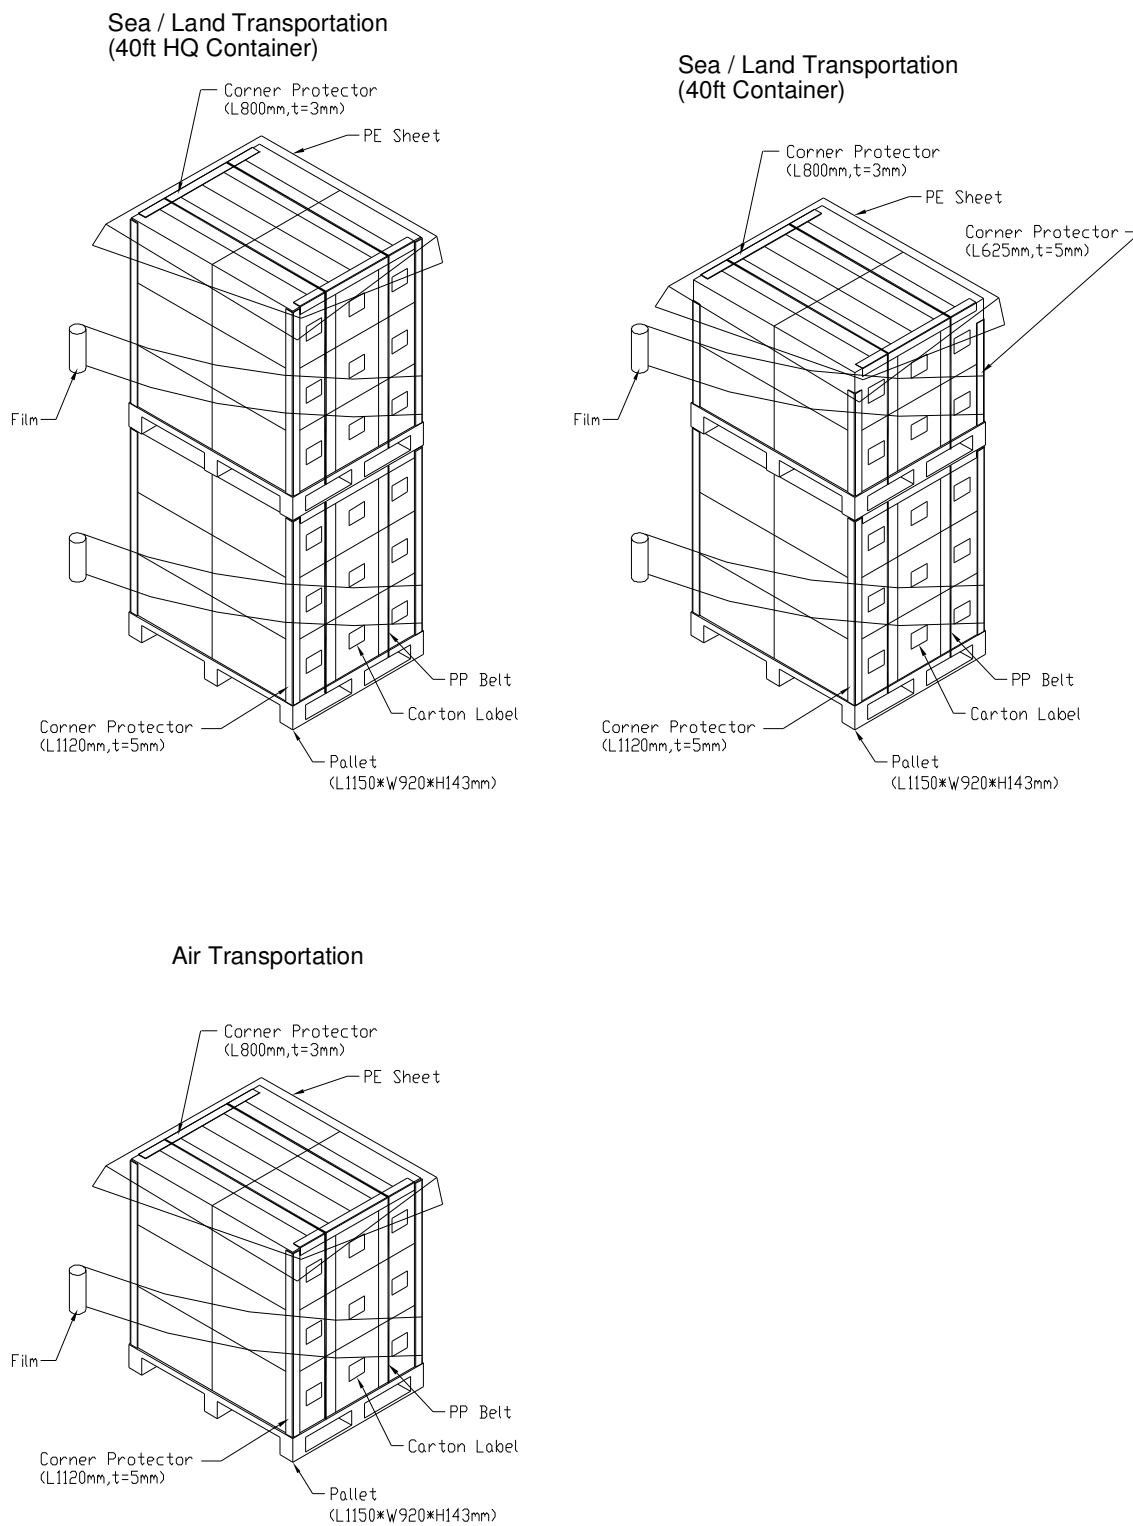 Sea / Land Transportation
(40ft HQ Container)
Corner Protector
(L800mm,t=3mm)
PE Sheet
Film
PP Belt
Carton Label
Corner Protector
(L1120mm,t=5mm)
Pallet
(L1150*W920*H143mm)
Sea / Land Transportation
(40ft Container)
Corner Protector
(L800mm,t=3mm)
PE Sheet
Corner Protector
(L625mm,t=5mm)
Film
PP Belt
Carton Label
Corner Protector
(L1120mm,t=5mm)
Pallet
(L1150*W920*H143mm)
Air Transportation
Corner Protector
(L800mm,t=3mm)
PE Sheet
Film
PP Belt
Carton Label
Corner Protector
(L1120mm,t=5mm)
Pallet
(L1150*W920*H143mm)